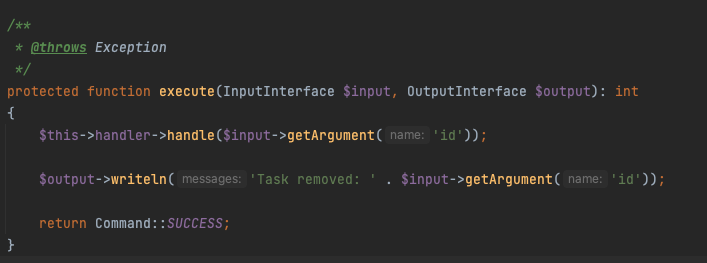 /**
 * @throws Exception
 */
protected function execute(InputInterface $input, OutputInterface $output): int
{
    $this->handler->handle($input->getArgument( name: 'id'));

    $output->writeln( messages: 'Task removed: ' . $input->getArgument( name: 'id'));

    return Command::SUCCESS;
}